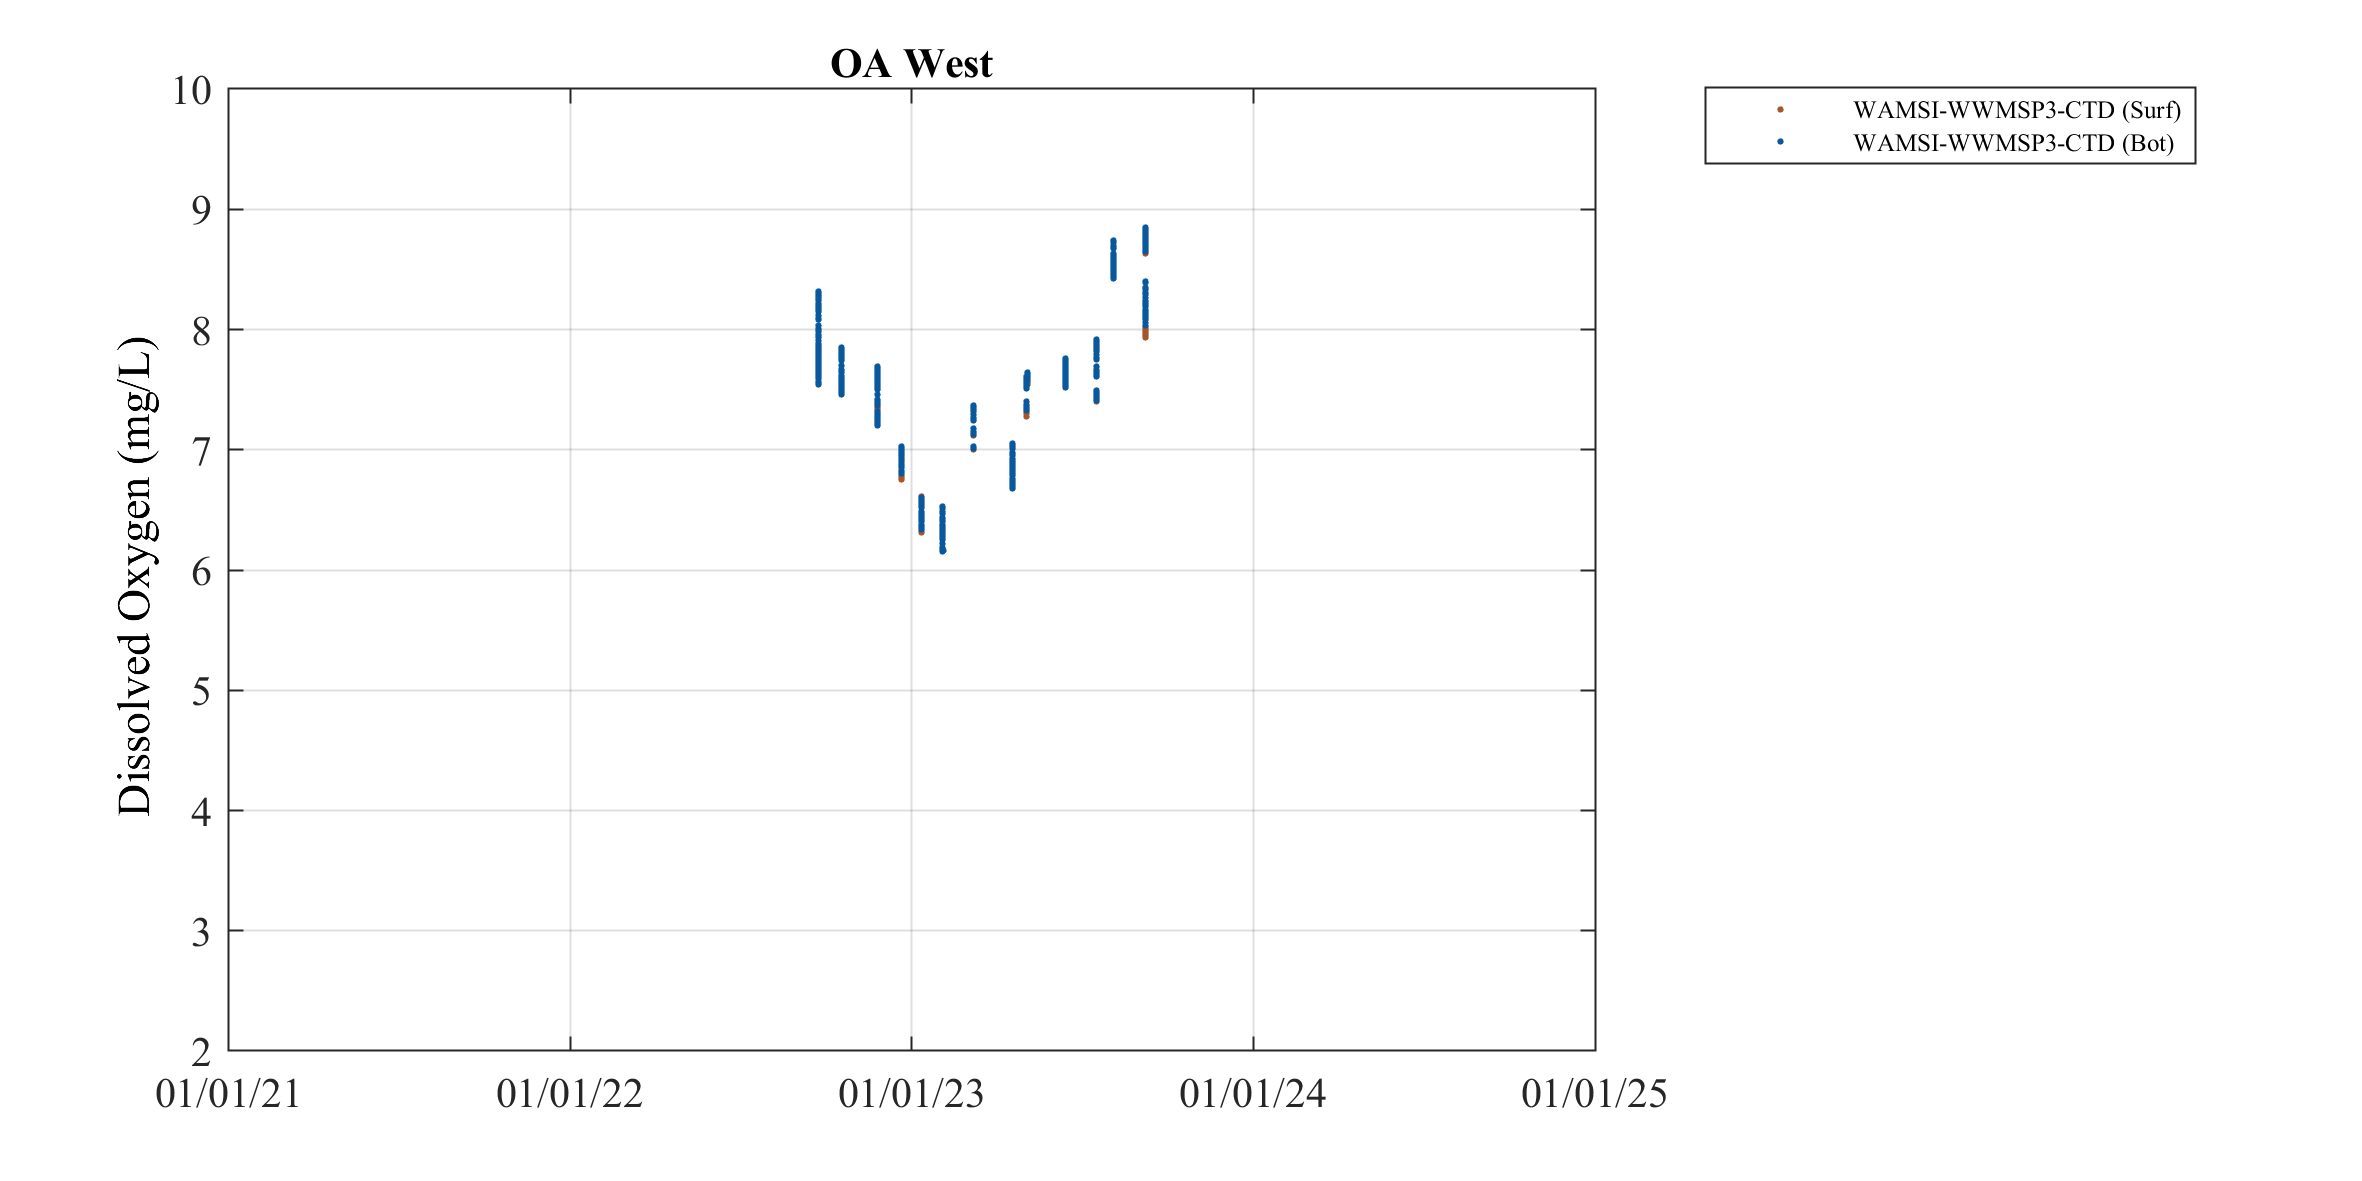 OA West
10
9
8
7
6
5
4
3
2
Dissolved Oxygen (mg/L)
01/01/21 01/01/22 01/01/23 01/01/24 01/01/25
WAMSI-WWMSP3-CTD (Surf)
WAMSI-WWMSP3-CTD (Bot)